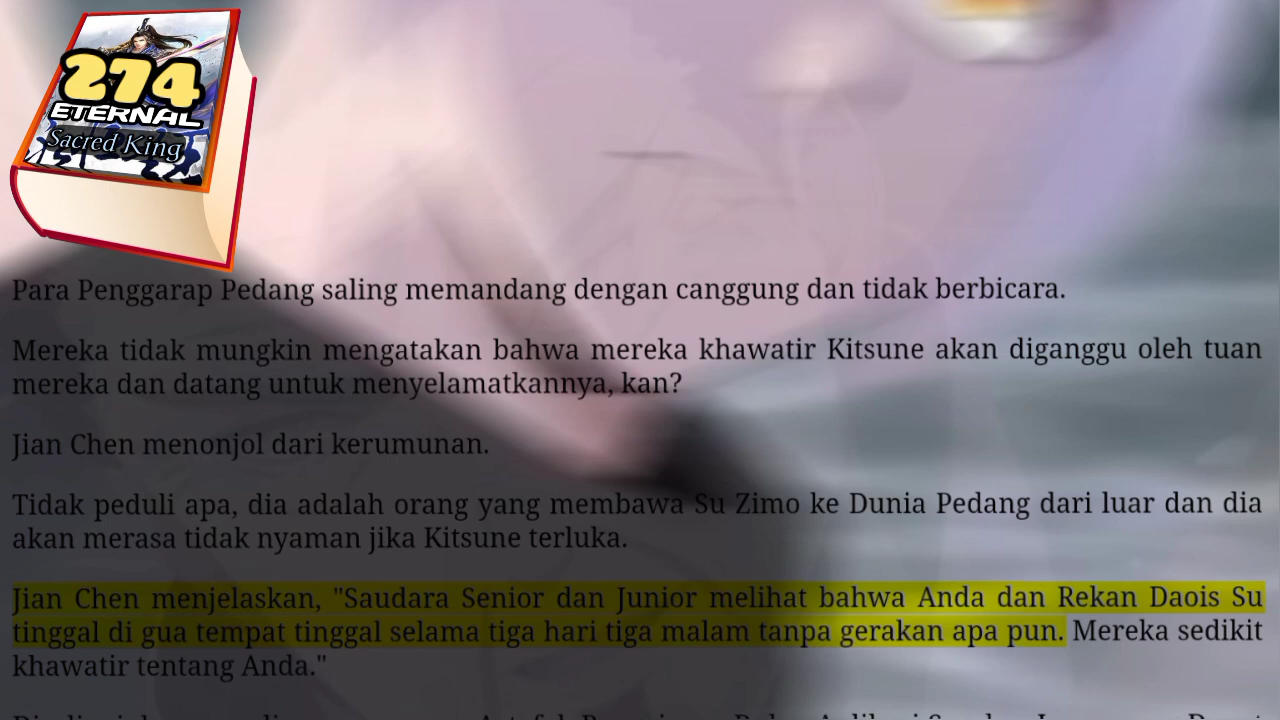 274
ETERNAL
Sacred King
Para Penggarap Pedang saling memandang dengan canggung dan tidak berbicara.
Mereka tidak mungkin mengatakan bahwa mereka khawatir Kitsune akan diganggu oleh tuan
mereka dan datang untuk menyelamatkannya, kan?
Jian Chen menonjol dari kerumunan.
Tidak peduli apa, dia adalah orang yang membawa Su Zimo ke Dunia Pedang dari luar dan dia
akan merasa tidak nyaman jika Kitsune terluka.
Jian Chen menjelaskan, "Saudara Senior dan Junior melihat bahwa Anda dan Rekan Daois Su
tinggal di gua tempat tinggal selama tiga hari tiga malam tanpa gerakan apa pun. Mereka sedikit
khawatir tentang Anda."